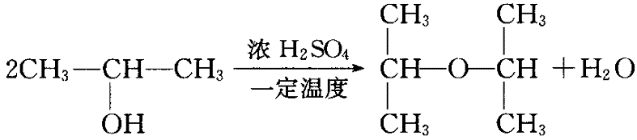 CH₃ CH₃
2CH₃—CH—CH₃ 浓 H₂SO₄ 一定温度 CH—O—CH + H₂O
OH CH₃ CH₃